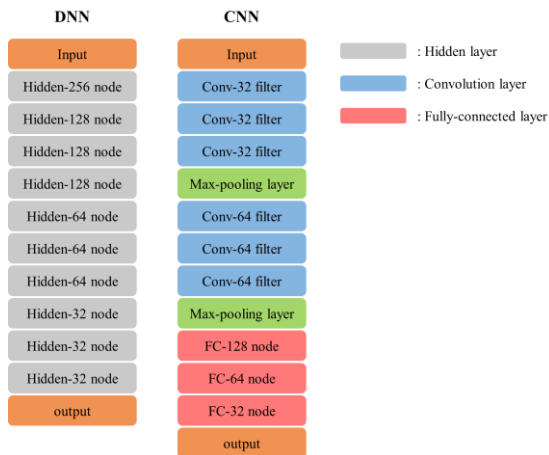 DNN
Input
Hidden-256 node
Hidden-128 node
Hidden-128 node
Hidden-128 node
Hidden-64 node
Hidden-64 node
Hidden-64 node
Hidden-32 node
Hidden-32 node
Hidden-32 node
output
CNN
Input
Conv-32 filter
Conv-32 filter
Conv-32 filter
Max-pooling layer
Conv-64 filter
Conv-64 filter
Conv-64 filter
Max-pooling layer
FC-128 node
FC-64 node
FC-32 node
output
: Hidden layer
: Convolution layer
: Fully-connected layer